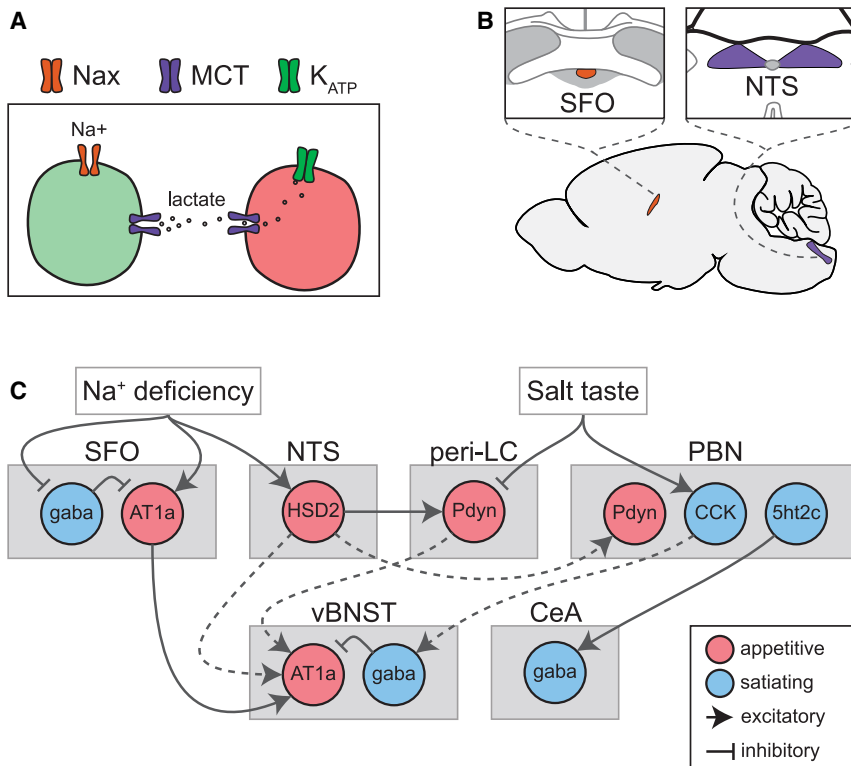 A
Nax MCT K_ATP
Na+
lactate
B
SFO
NTS
C
Na⁺ deficiency
Salt taste
SFO
NTS
peri-LC
PBN
gaba
AT1a
HSD2
Pdyn
Pdyn
CCK
5ht2c
vBNST
CeA
AT1a
gaba
gaba
appetitive
satiating
excitatory
inhibitory